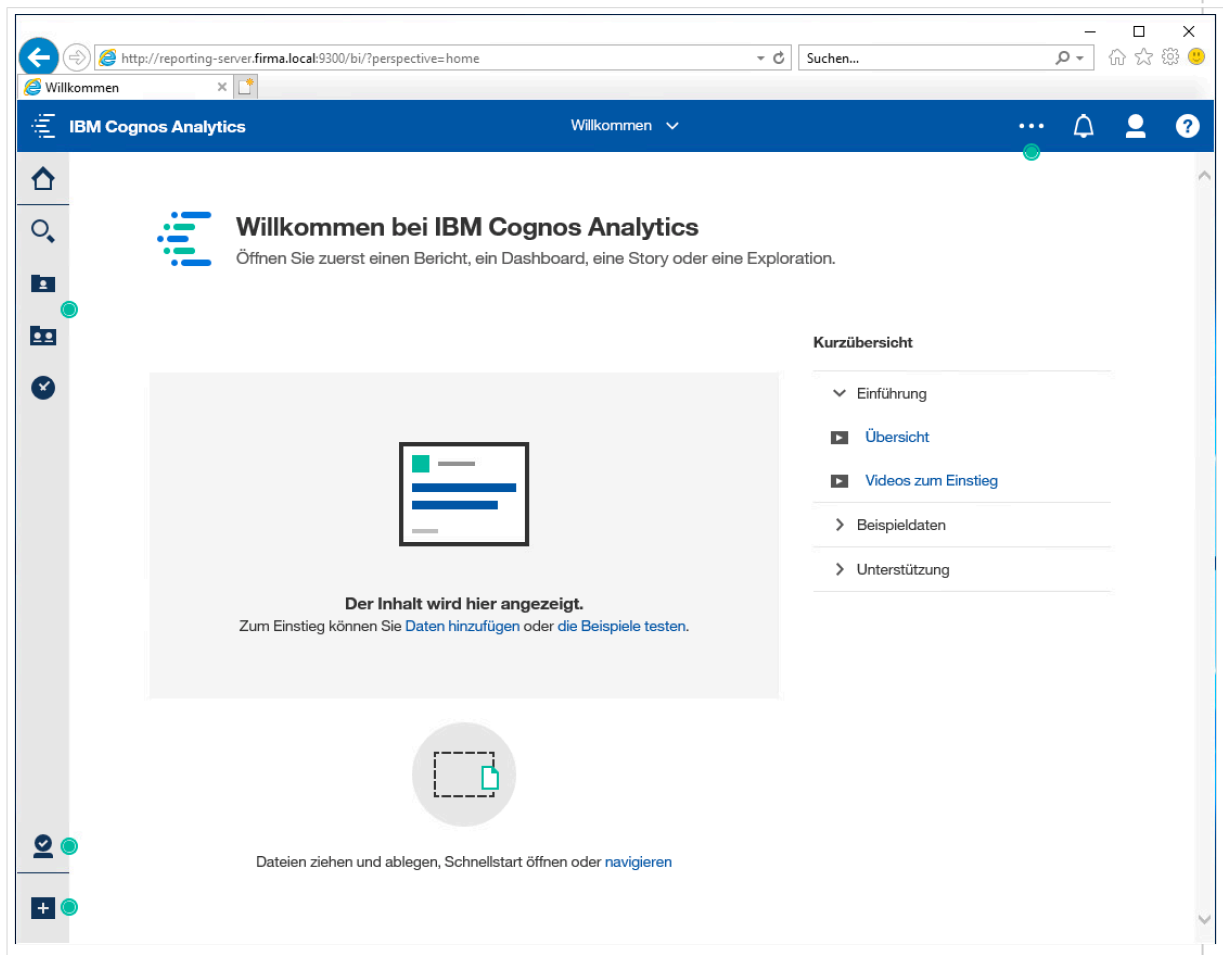 http://reporting-server.firma.local:9300/bi/?perspective=home
Suchen...
Willkommen
IBM Cognos Analytics
Willkommen
Willkommen bei IBM Cognos Analytics
Öffnen Sie zuerst einen Bericht, ein Dashboard, eine Story oder eine Exploration.
Kurzübersicht
Einführung
Übersicht
Videos zum Einstieg
Beispieldaten
Unterstützung
Der Inhalt wird hier angezeigt.
Zum Einstieg können Sie Daten hinzufügen oder die Beispiele testen.
Dateien ziehen und ablegen, Schnellstart öffnen oder navigieren